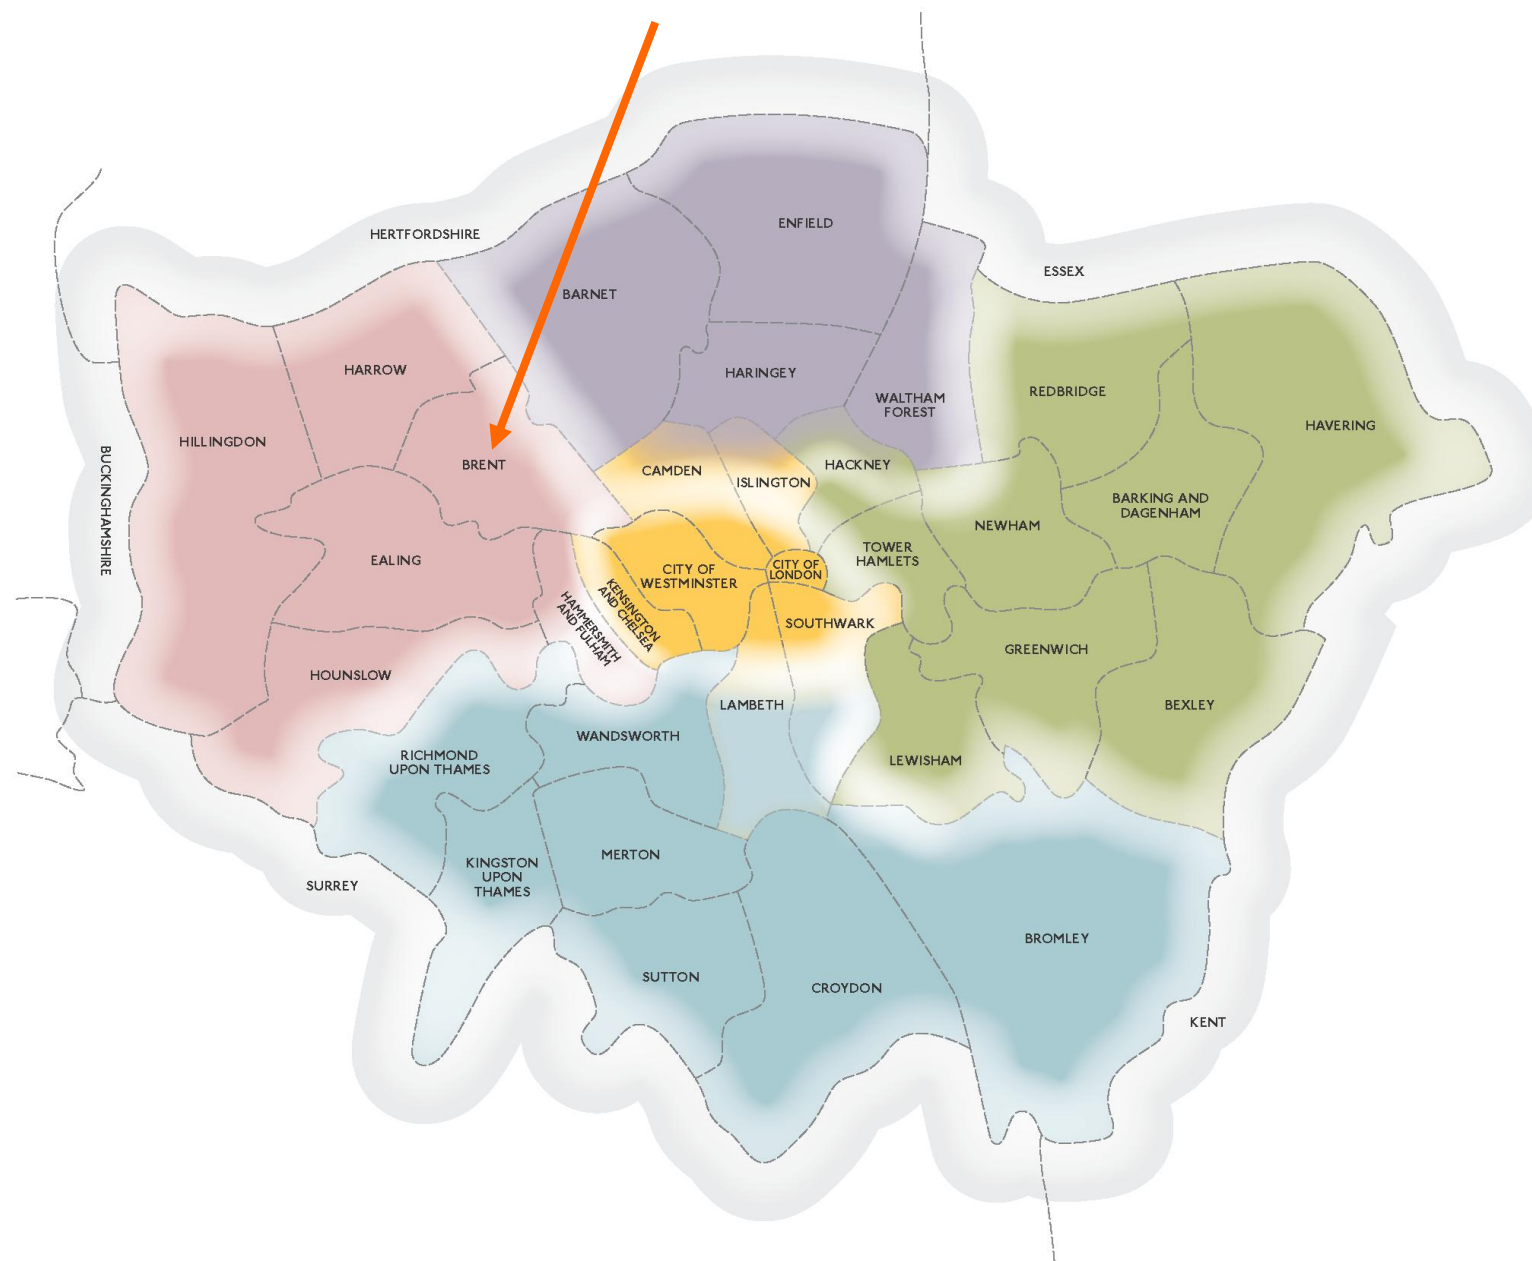 ENFIELD
HERTFORDSHIRE
ESSEX
BARNET
HARROW
HARINGEY
REDBRIDGE
WALTHAM
FOREST
HAVERING
HILLINGDON
BRENT
CAMDEN
ISLINGTON
HACKNEY
BARKING AND
DAGENHAM
BUCKINGHAMSHIRE
NEWHAM
EALING
TOWER
HAMLETS
CITY OF
WESTMINSTER
CITY OF
LONDON
KENSINGTON
AND CHELSEA
HAMMERSMITH
AND FULHAM
SOUTHWARK
GREENWICH
HOUNSLOW
LAMBETH
BEXLEY
WANDSWORTH
RICHMOND
UPON THAMES
LEWISHAM
MERTON
KINGSTON
UPON
THAMES
SURREY
BROMLEY
SUTTON
CROYDON
KENT